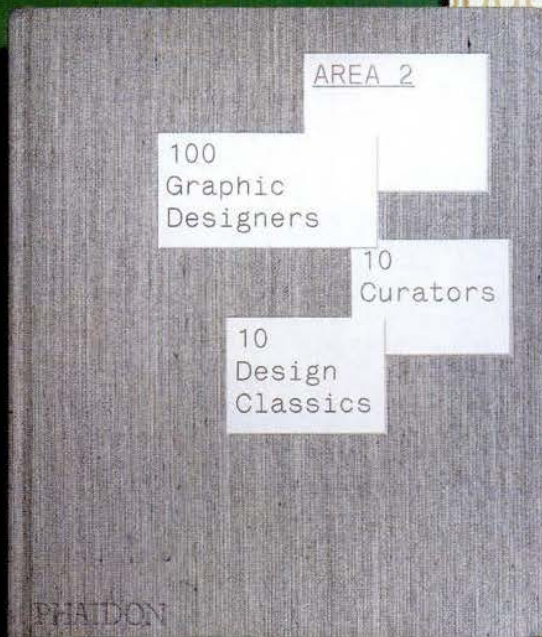 AREA 2
100
Graphic
Designers
10
Curators
10
Design
Classics
PHAIDON